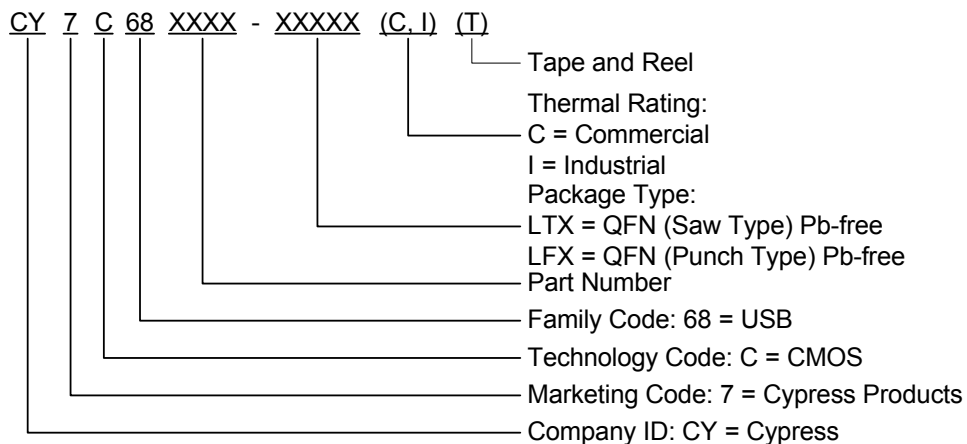 CY 7 C 68 XXXX - XXXXX (C, I) (T)
Tape and Reel
Thermal Rating:
C = Commercial
I = Industrial
Package Type:
LTX = QFN (Saw Type) Pb-free
LFX = QFN (Punch Type) Pb-free
Part Number
Family Code: 68 = USB
Technology Code: C = CMOS
Marketing Code: 7 = Cypress Products
Company ID: CY = Cypress